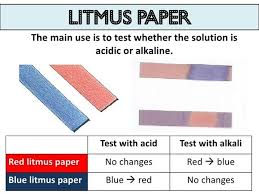 LITMUS PAPER
The main use is to test whether the solution is
acidic or alkaline.
Test with acid Test with alkali
Red litmus paper No changes Red → blue
Blue litmus paper Blue → red No changes